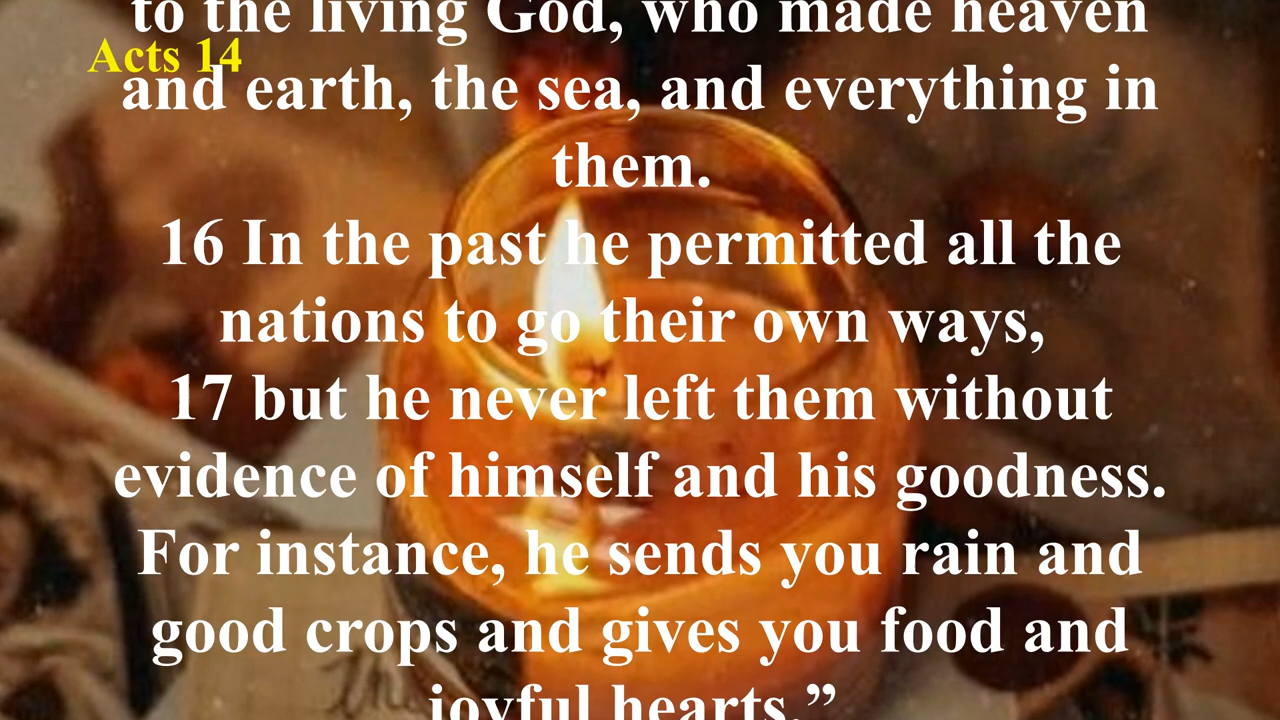 to the living God, who made heaven
Acts 14
and earth, the sea, and everything in
them.
16 In the past he permitted all the
nations to go their own ways,
17 but he never left them without
evidence of himself and his goodness.
For instance, he sends you rain and
good crops and gives you food and
joyful hearts.”